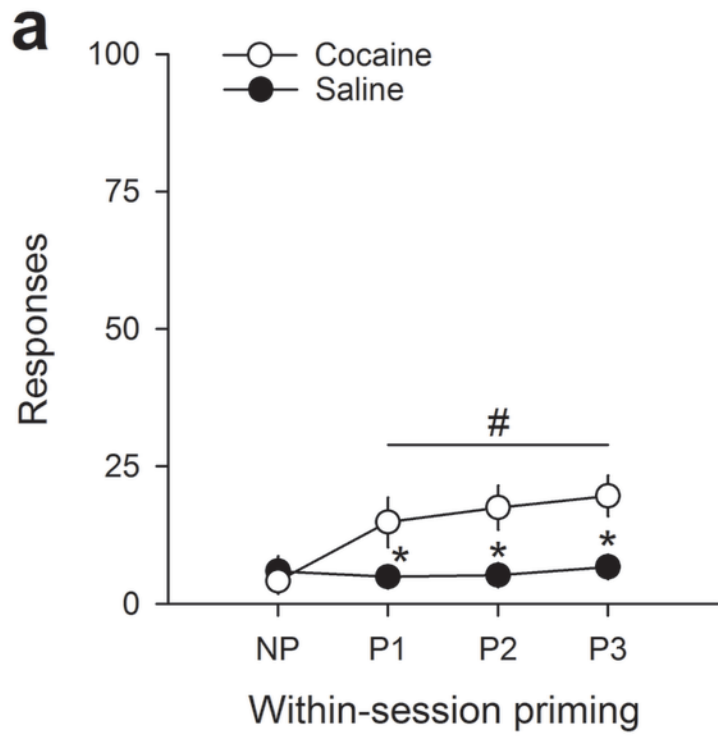 a
Cocaine
Saline
100
75
50
25
0
Responses
#
* * *
NP P1 P2 P3
Within-session priming